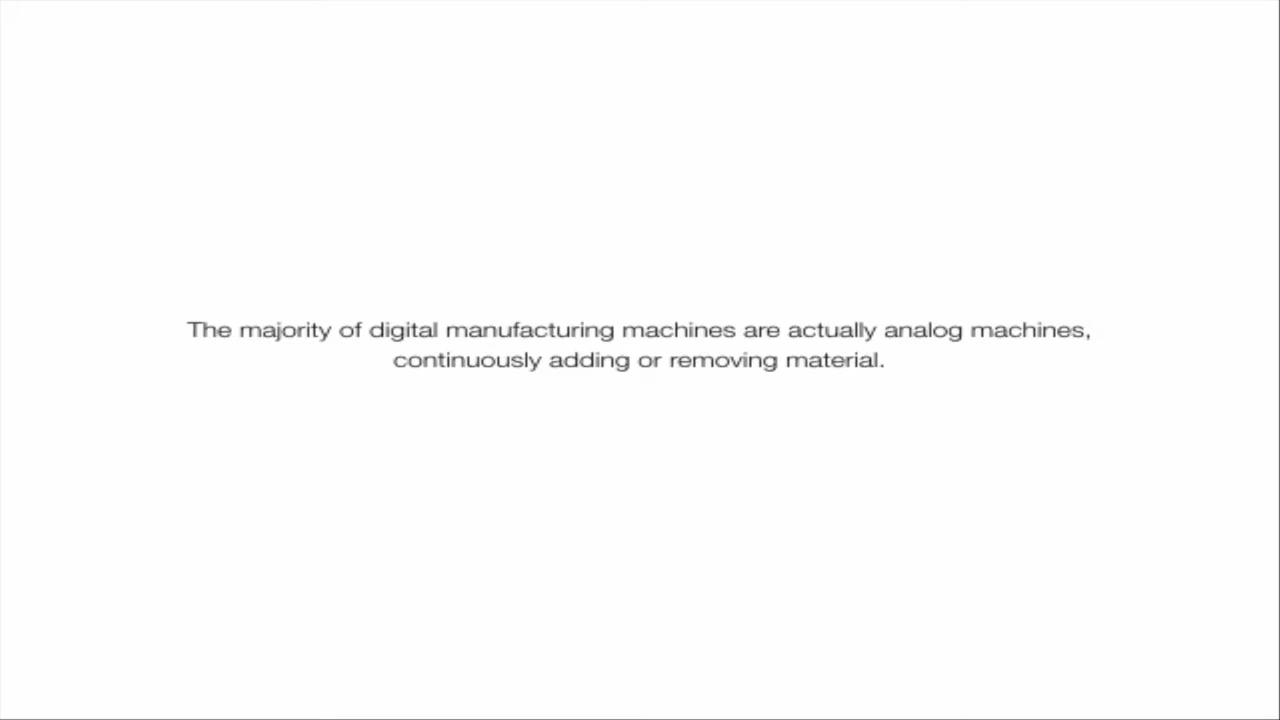 The majority of digital manufacturing machines are actually analog machines,
continuously adding or removing material.